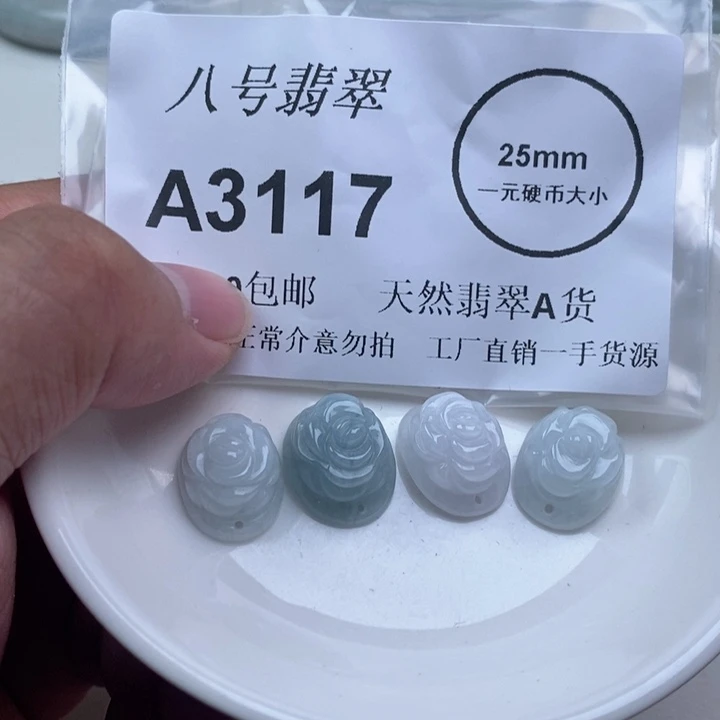 八号翡翠
25mm
一元硬币大小
A3117
包邮 天然翡翠A货
正常介意勿拍 工厂直销一手货源